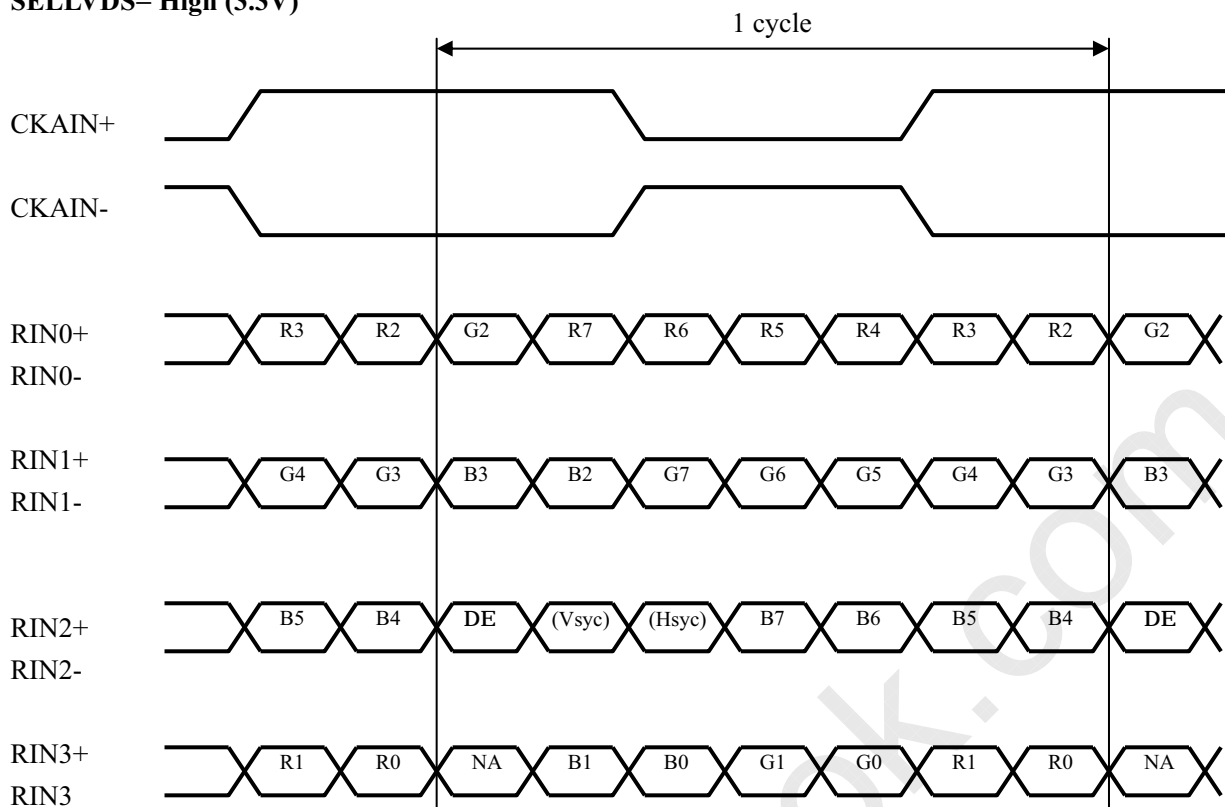 SELLVDS= High (3.3V)
1 cycle
CKAIN+
CKAIN-
RIN0+ R3 R2 G2 R7 R6 R5 R4 R3 R2 G2
RIN0-
RIN1+ G4 G3 B3 B2 G7 G6 G5 G4 G3 B3
RIN1-
RIN2+ B5 B4 DE (Vsyc) (Hsyc) B7 B6 B5 B4 DE
RIN2-
RIN3+ R1 R0 NA B1 B0 G1 G0 R1 R0 NA
RIN3
ok.com